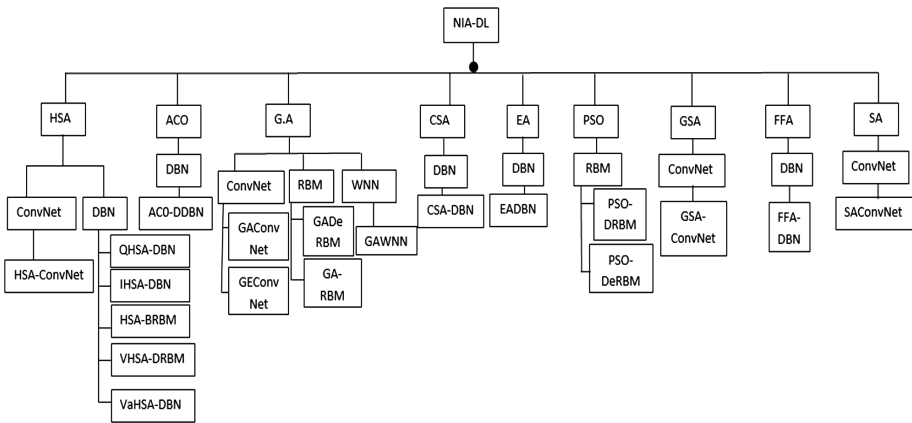 NIA-DL
HSA
ACO
G.A
CSA
EA
PSO
GSA
FFA
SA
DBN
DBN
DBN
RBM
ConvNet
DBN
ConvNet
ConvNet
RBM
WNN
ConvNet
DBN
AC0-DDBN
CSA-DBN
EADBN
PSO-
DRBM
GSA-
ConvNet
FFA-
DBN
SAConvNet
GAConv
Net
GADe
RBM
GAWNN
QHSA-DBN
HSA-ConvNet
IHSA-DBN
GEConv
Net
GA-
RBM
PSO-
DeRBM
HSA-BRBM
VHSA-DRBM
VaHSA-DBN